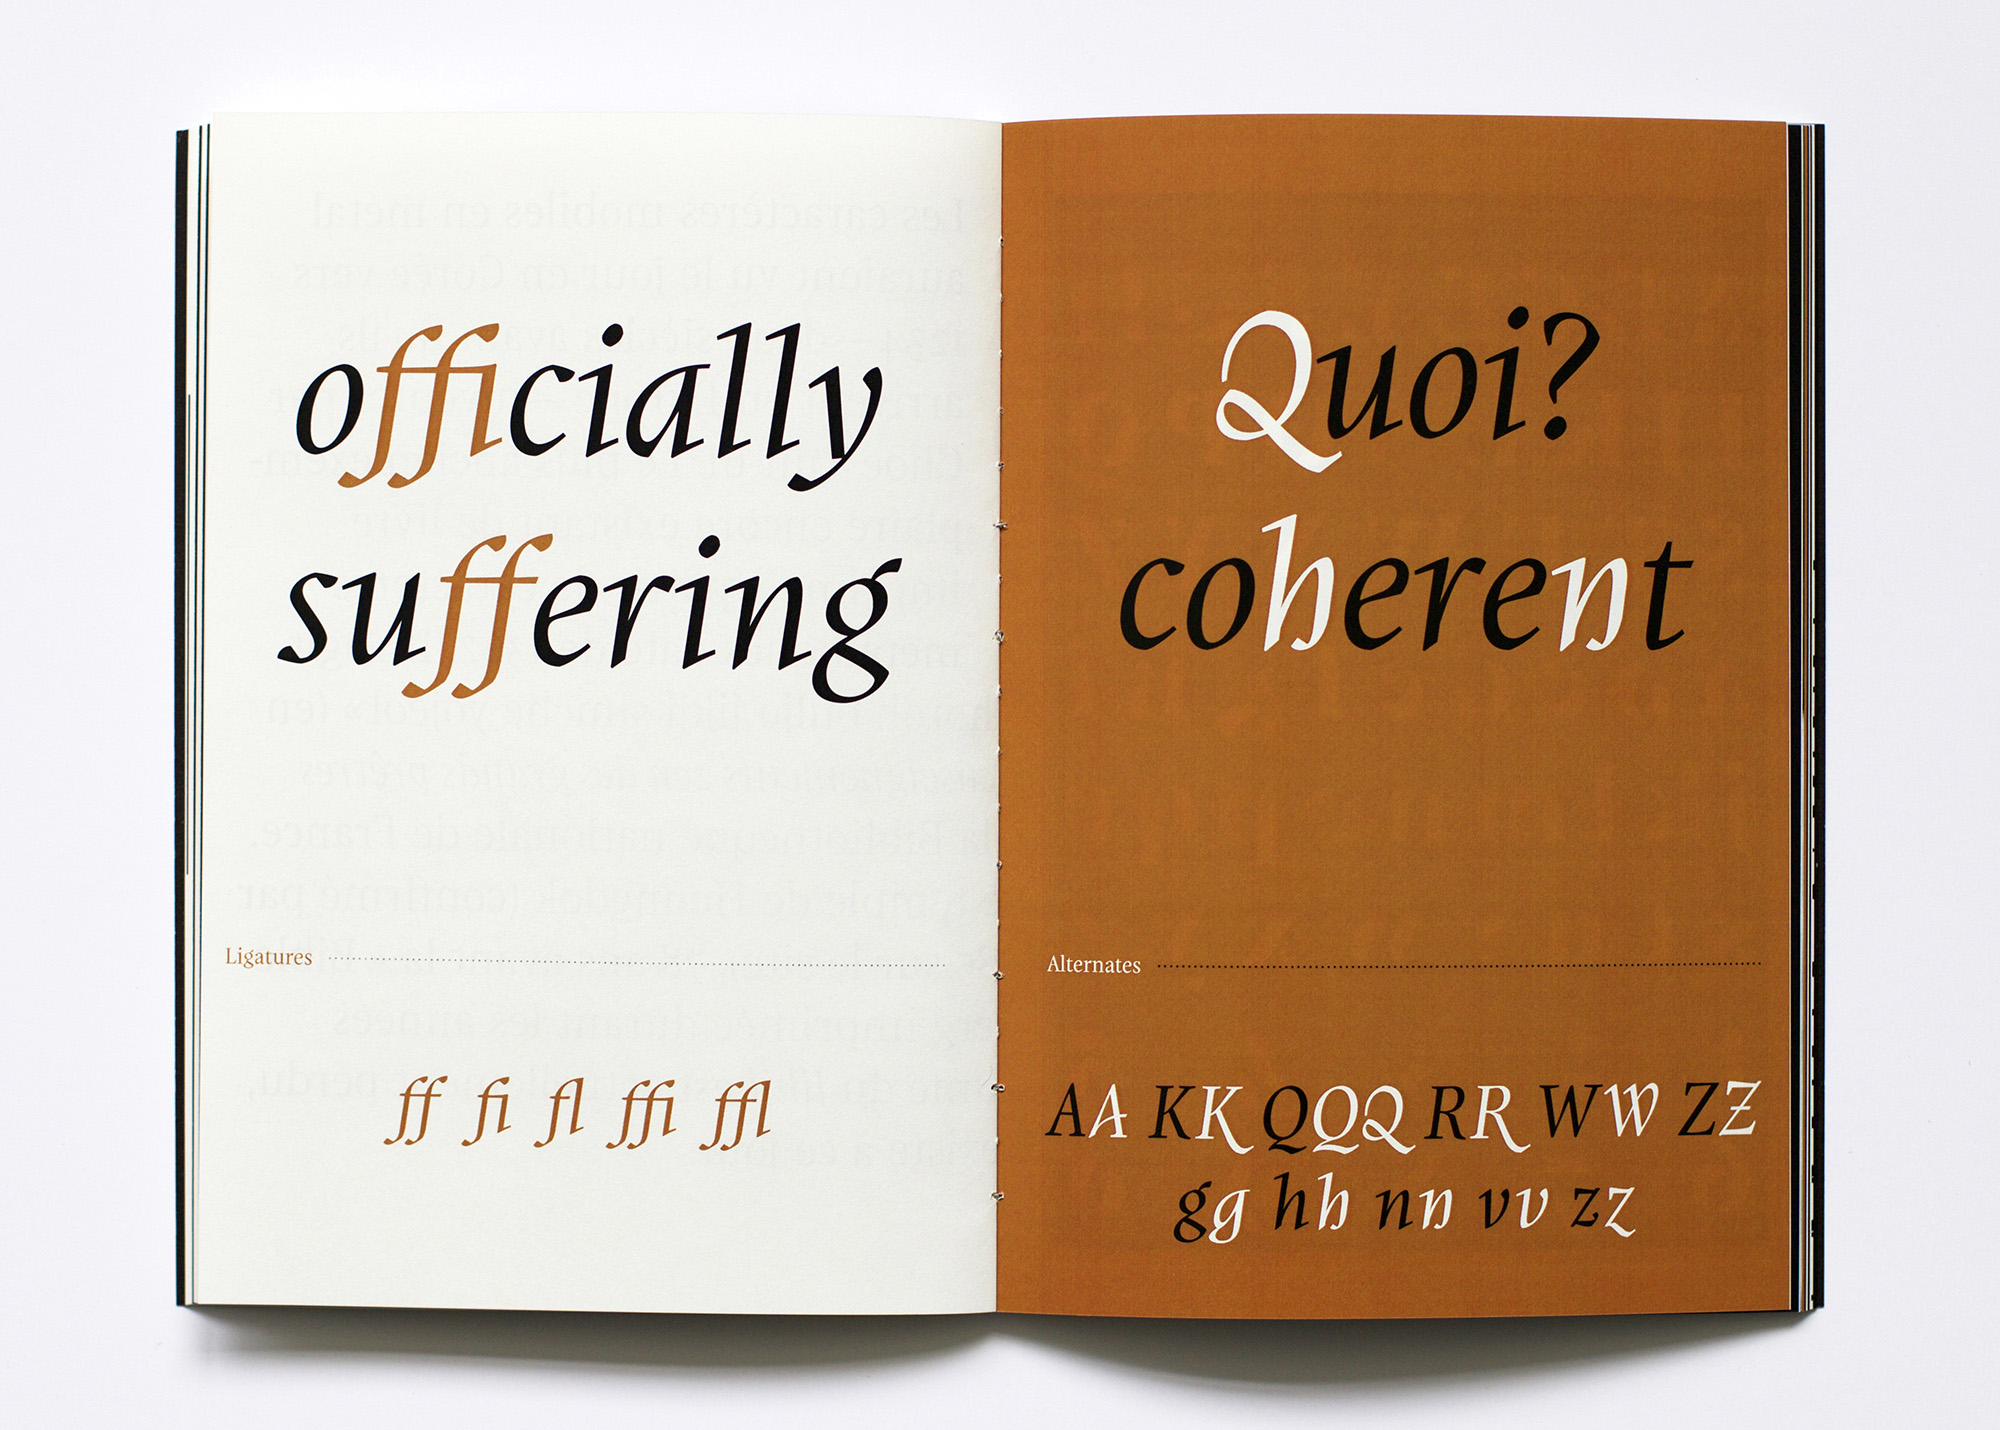 officially
suffering
Ligatures
ff fi fl ffi ffl
Quoi?
coherent
Alternates
AA KK QQQ RR WW ZZ
gg hh nn vv zz